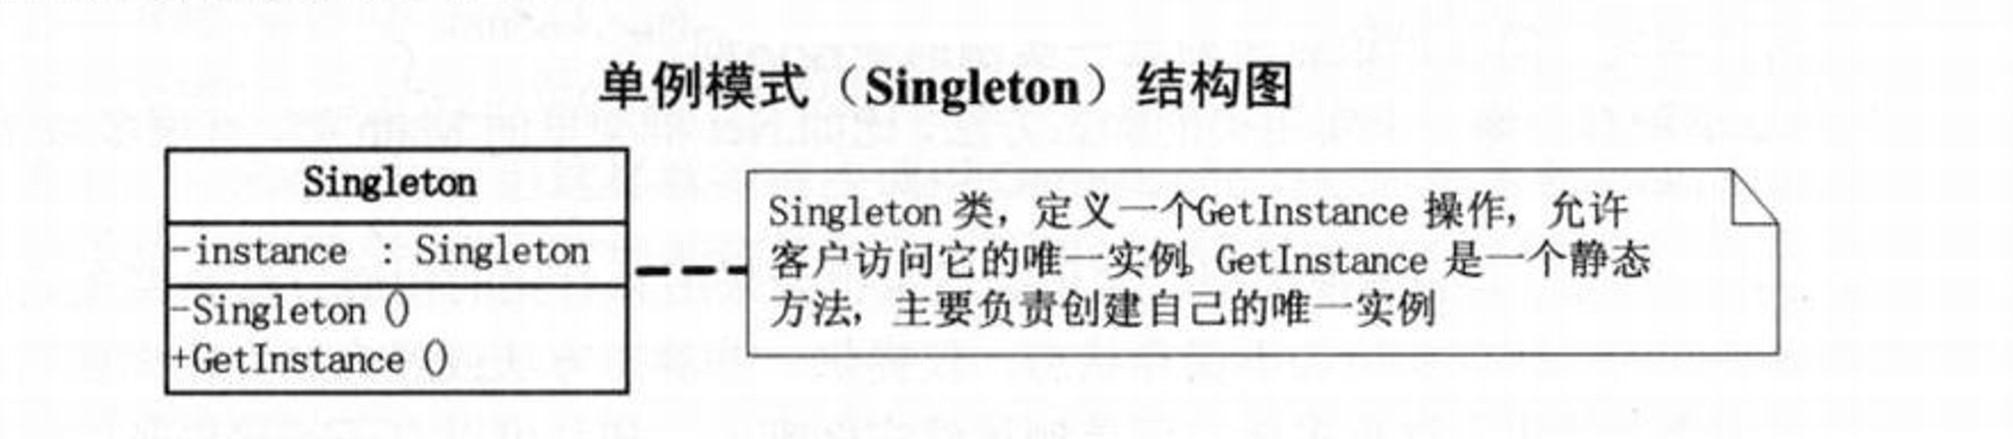 单例模式（Singleton）结构图
Singleton
-instance : Singleton
-Singleton()
+GetInstance()
Singleton 类，定义一个GetInstance 操作，允许
客户访问它的唯一实例。GetInstance 是一个静态
方法，主要负责创建自己的唯一实例